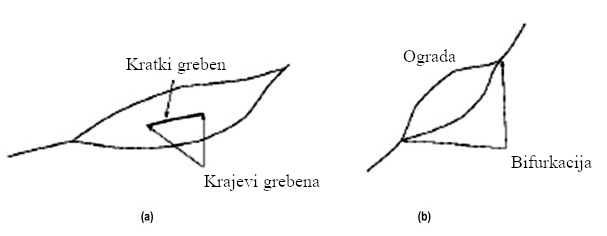 Kratki greben
Krajevi grebena
(a)
Ograda
Bifurkacija
(b)